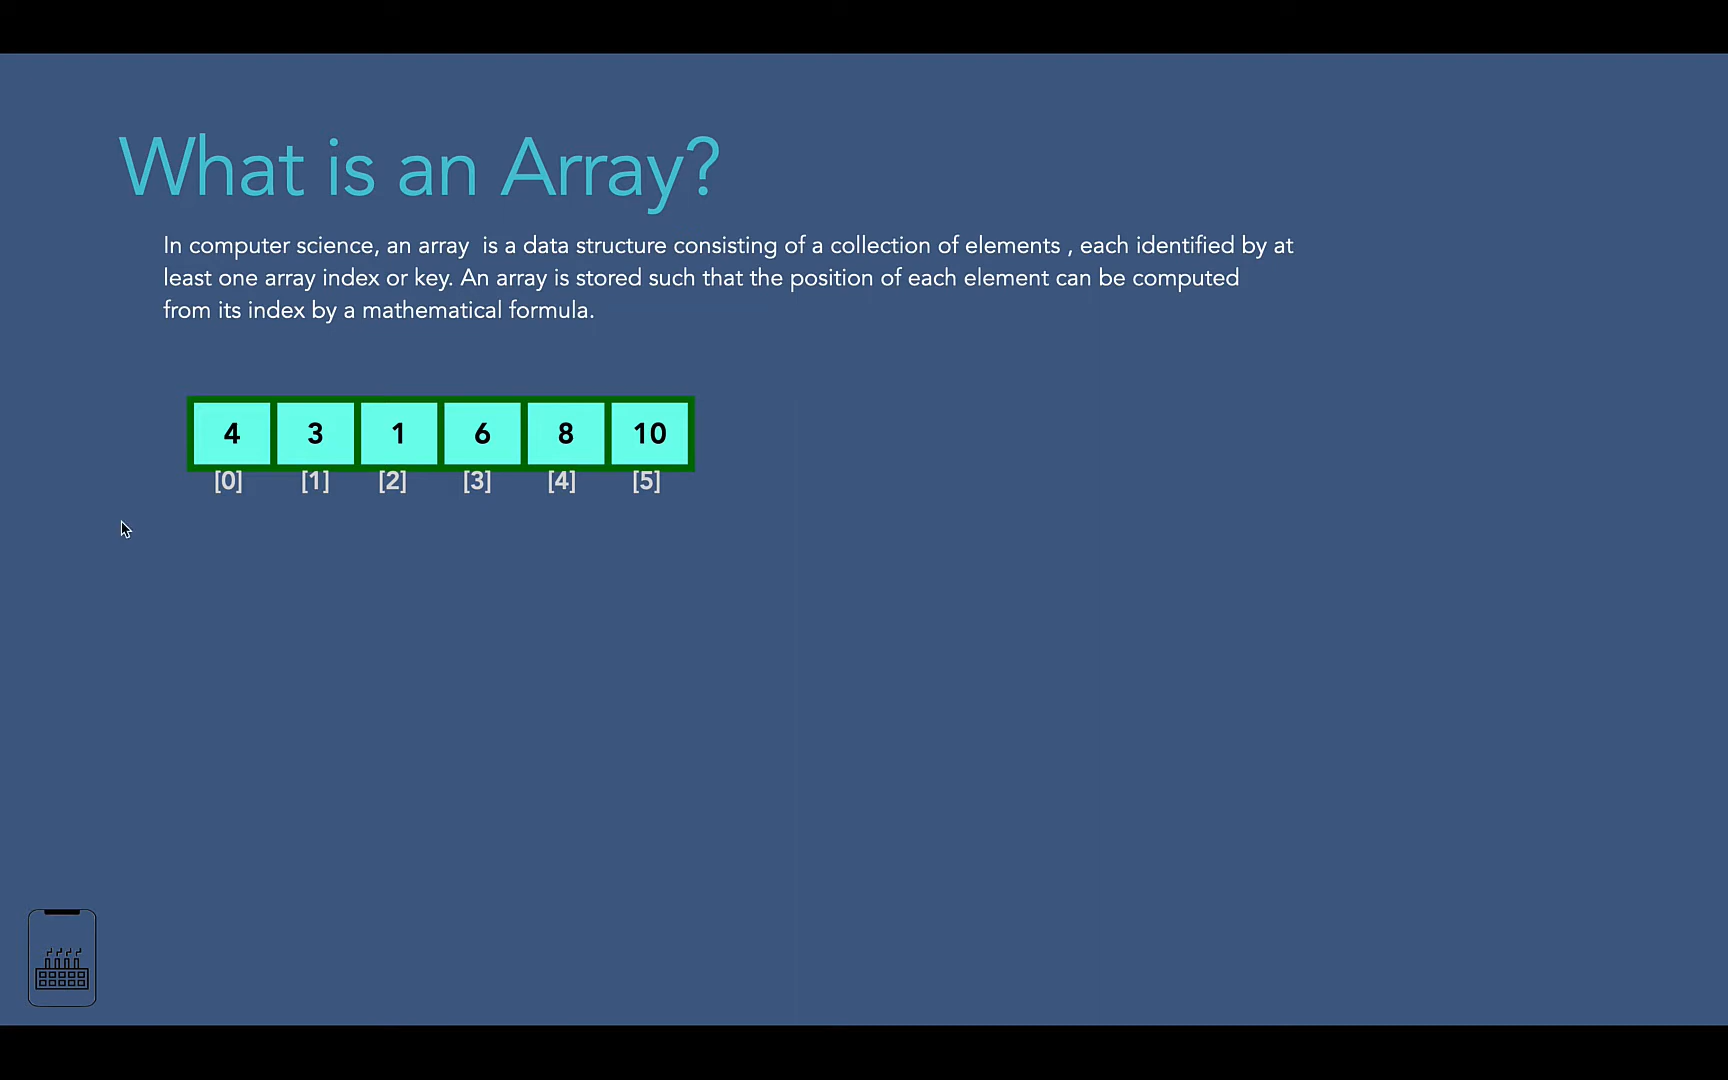 What is an Array?
In computer science, an array  is a data structure consisting of a collection of elements , each identified by at
least one array index or key. An array is stored such that the position of each element can be computed
from its index by a mathematical formula.
4 3 1 6 8 10
[0] [1] [2] [3] [4] [5]